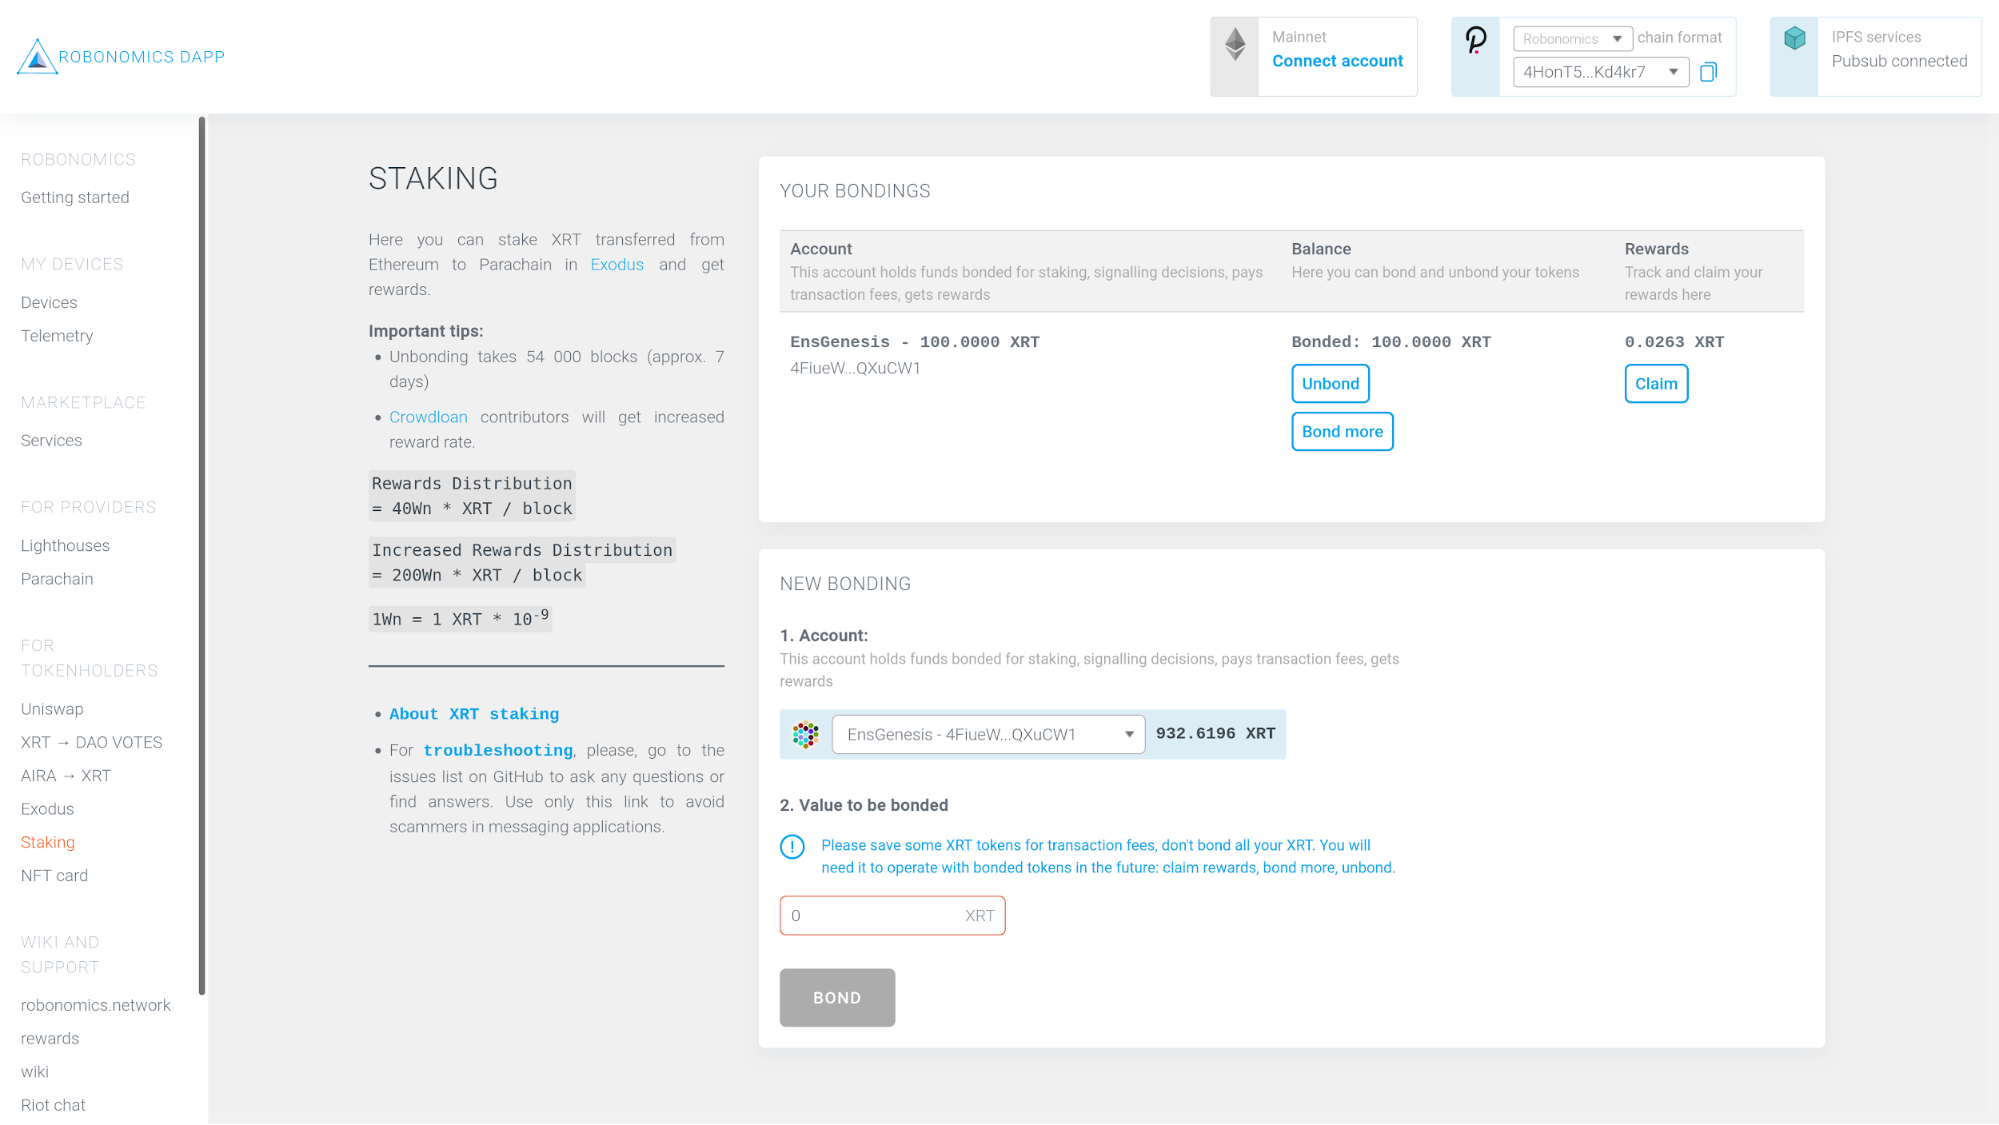 ROBONOMICS DAPP
Mainnet
Connect account
Robonomics
chain format
4HonT5...Kd4kr7
IPFS services
Pubsub connected
ROBONOMICS
Getting started
MY DEVICES
Devices
Telemetry
MARKETPLACE
Services
FOR PROVIDERS
Lighthouses
Parachain
FOR
TOKENHOLDERS
Uniswap
XRT → DAO VOTES
AIRA → XRT
Exodus
Staking
NFT card
WIKI AND
SUPPORT
robonomics.network
rewards
wiki
Riot chat
STAKING
Here you can stake XRT transferred from
Ethereum to Parachain in Exodus and get
rewards.
Important tips:
• Unbonding takes 54 000 blocks (approx. 7
days)
• Crowdloan contributors will get increased
reward rate.
Rewards Distribution
= 40Wn * XRT / block
Increased Rewards Distribution
= 200Wn * XRT / block
1Wn = 1 XRT * 10⁻⁹
• About XRT staking
• For troubleshooting, please, go to the
issues list on GitHub to ask any questions or
find answers. Use only this link to avoid
scammers in messaging applications.
YOUR BONDINGS
Account
This account holds funds bonded for staking, signalling decisions, pays
transaction fees, gets rewards
Balance
Here you can bond and unbond your tokens
Rewards
Track and claim your
rewards here
EnsGenesis - 100.0000 XRT
4FiueW...QXuCW1
Bonded: 100.0000 XRT
Unbond
Bond more
0.0263 XRT
Claim
NEW BONDING
1. Account:
This account holds funds bonded for staking, signalling decisions, pays transaction fees, gets
rewards
EnsGenesis - 4FiueW...QXuCW1
932.6196 XRT
2. Value to be bonded
Please save some XRT tokens for transaction fees, don't bond all your XRT. You will
need it to operate with bonded tokens in the future: claim rewards, bond more, unbond.
0 XRT
BOND